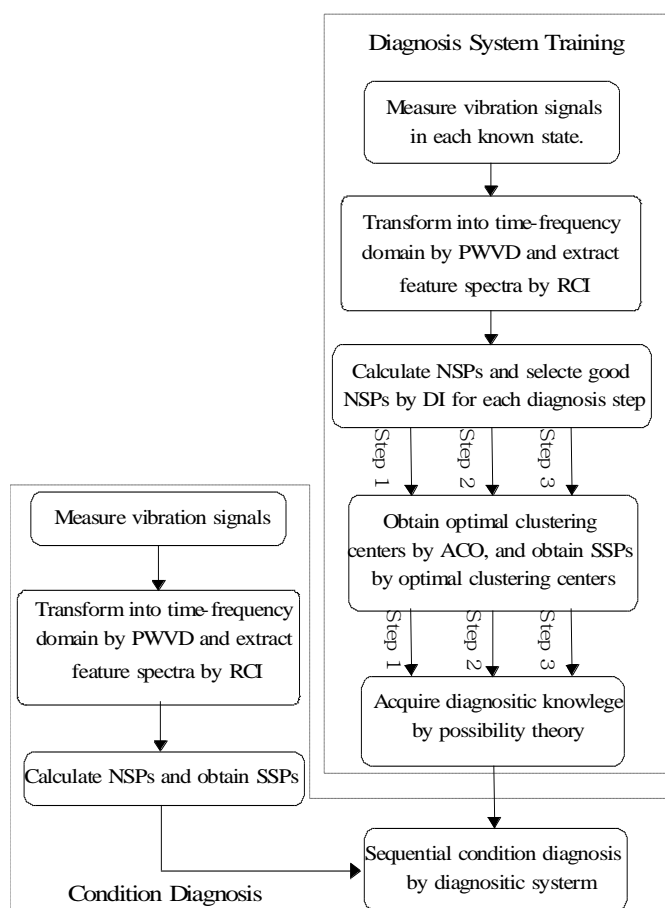 Diagnosis System Training
Measure vibration signals
in each known state.
Transform into time-frequency
domain by PWVD and extract
feature spectra by RCI
Calculate NSPs and selecte good
NSPs by DI for each diagnosis step
Step 1
Step 2
Step 3
Obtain optimal clustering
centers by ACO, and obtain SSPs
by optimal clustering centers
Step 1
Step 2
Step 3
Acquire diagnositic knowlege
by possibility theory
Measure vibration signals
Transform into time-frequency
domain by PWVD and extract
feature spectra by RCI
Calculate NSPs and obtain SSPs
Sequential condition diagnosis
by diagnositic systerm
Condition Diagnosis